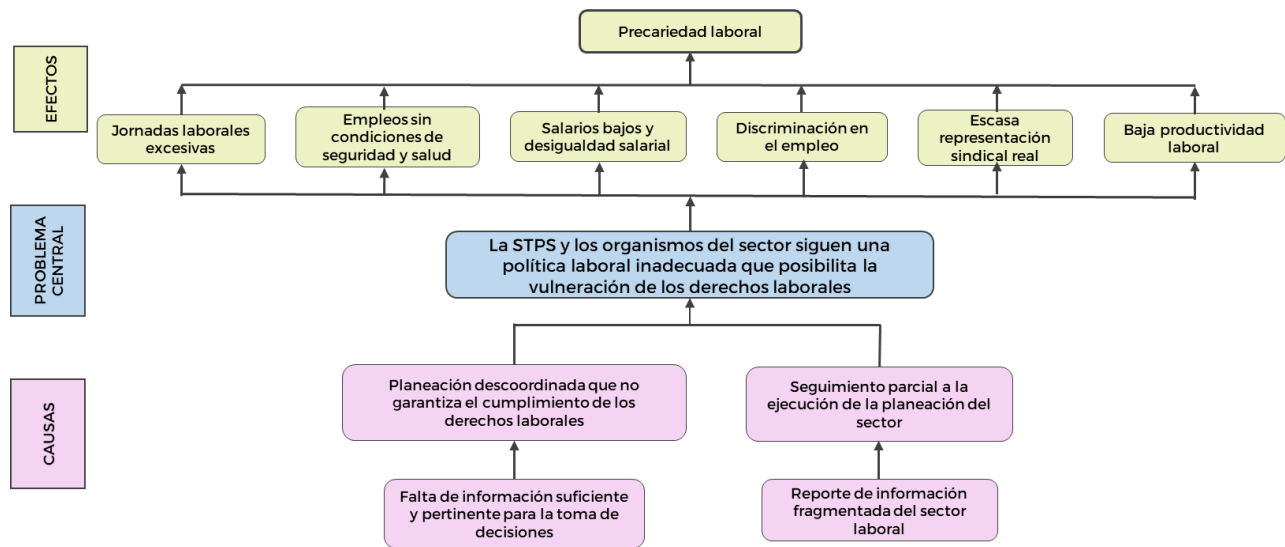 Precariedad laboral
EFECTOS
Jornadas laborales
excesivas
Empleos sin
condiciones de
seguridad y salud
Salarios bajos y
desigualdad salarial
Discriminación en
el empleo
Escasa
representación
sindical real
Baja productividad
laboral
PROBLEMA
CENTRAL
La STPS y los organismos del sector siguen una
política laboral inadecuada que posibilita la
vulneración de los derechos laborales
CAUSAS
Planeación descoordinada que no
garantiza el cumplimiento de los
derechos laborales
Seguimiento parcial a la
ejecución de la planeación del
sector
Falta de información suficiente
y pertinente para la toma de
decisiones
Reporte de información
fragmentada del sector
laboral